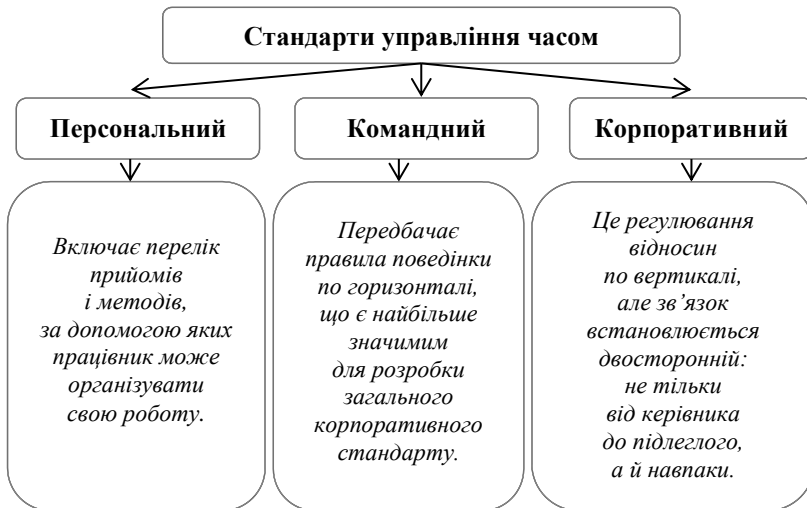 Стандарти управління часом
Персональний
Командний
Корпоративний
Включає перелік
прийомів
і методів,
за допомогою яких
працівник може
організувати
свою роботу.
Передбачає
правила поведінки
по горизонталі,
що є найбільше
значимим
для розробки
загального
корпоративного
стандарту.
Це регулювання
відносин
по вертикалі,
але зв’язок
встановлюється
двосторонній:
не тільки
від керівника
до підлеглого,
а й навпаки.